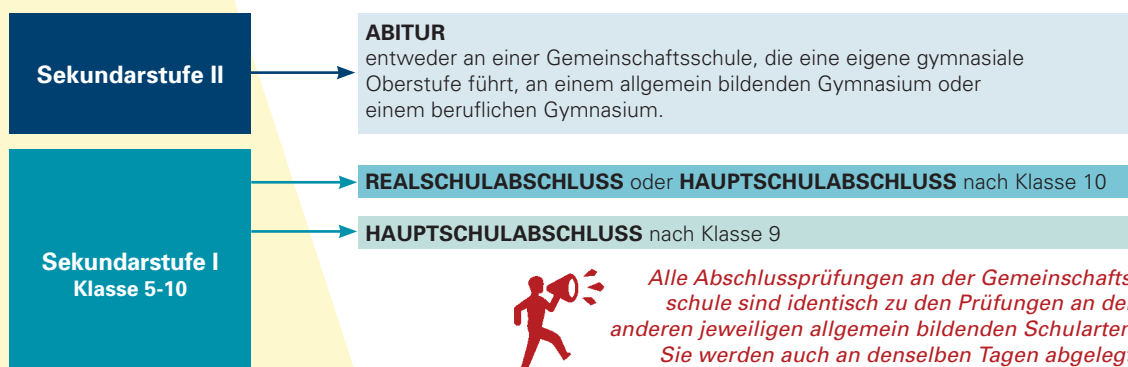 Sekundarstufe II
ABITUR
entweder an einer Gemeinschaftsschule, die eine eigene gymnasiale
Oberstufe führt, an einem allgemein bildenden Gymnasium oder
einem beruflichen Gymnasium.
Sekundarstufe I
Klasse 5-10
REALSCHULABSCHLUSS oder HAUPTSCHULABSCHLUSS nach Klasse 10
HAUPTSCHULABSCHLUSS nach Klasse 9
Alle Abschlussprüfungen an der Gemeinschafts
schule sind identisch zu den Prüfungen an de
anderen jeweiligen allgemein bildenden Schularten
Sie werden auch an denselben Tagen abgelegt